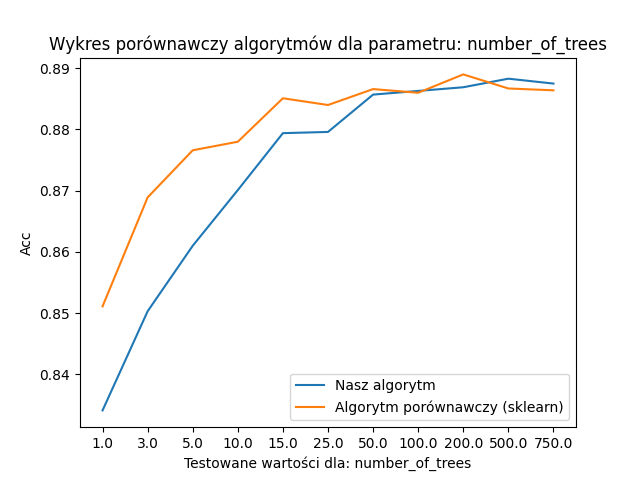 Wykres porównawczy algorytmów dla parametru: number_of_trees
0.89
0.88
0.87
0.86
0.85
0.84
Acc
Nasz algorytm
Algorytm porównawczy (sklearn)
1.0 3.0 5.0 10.0 15.0 25.0 50.0 100.0 200.0 500.0 750.0
Testowane wartości dla: number_of_trees